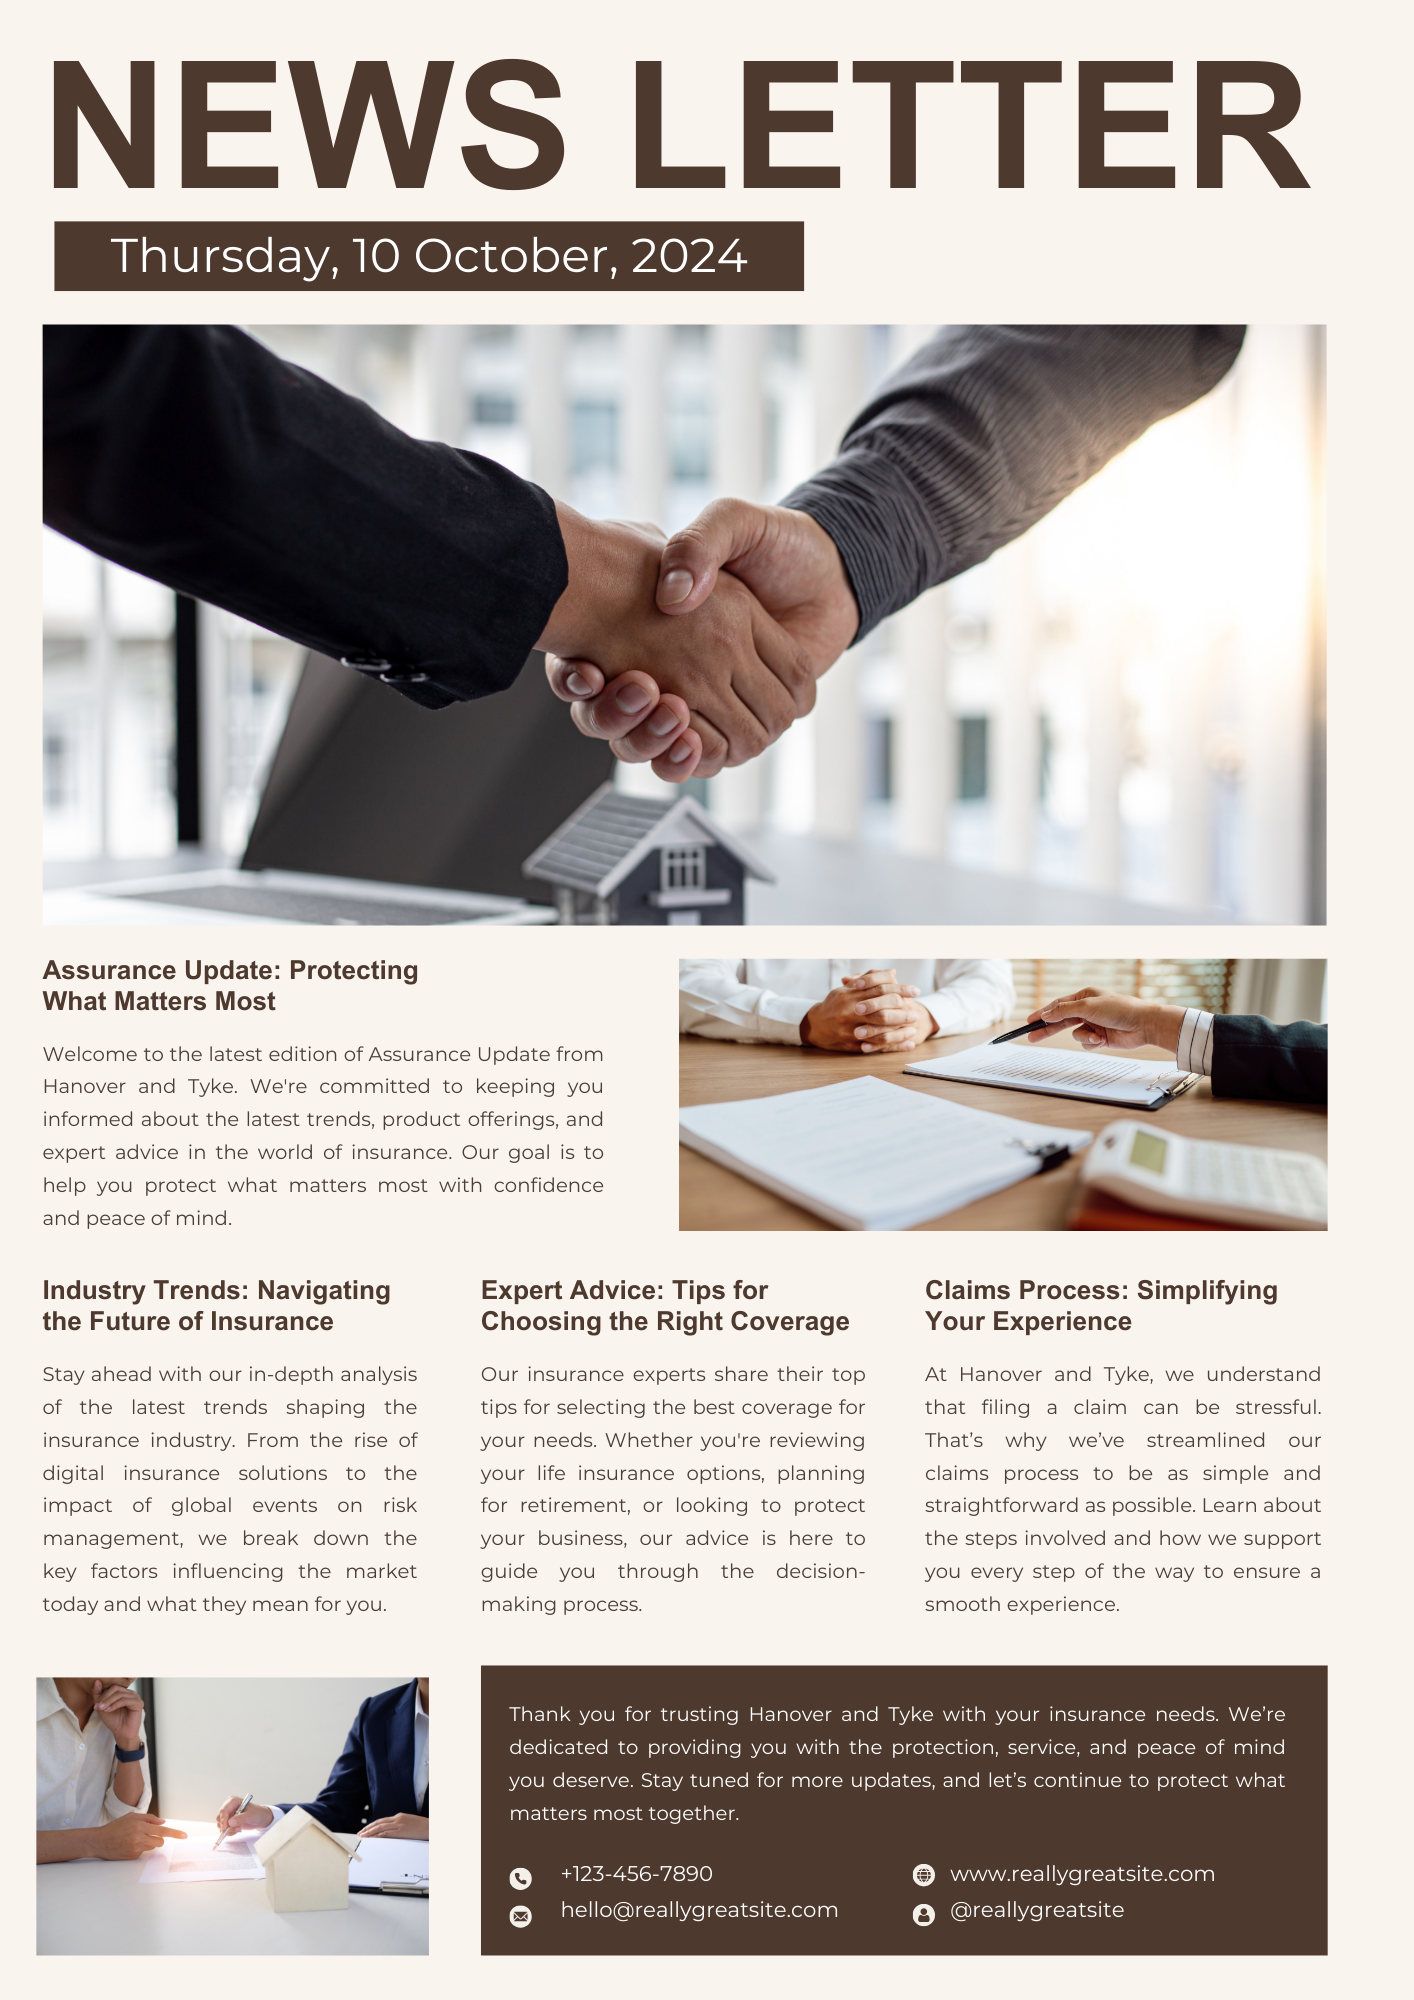 NEWS LETTER
Thursday, 10 October, 2024
Assurance Update: Protecting
What Matters Most
Welcome to the latest edition of Assurance Update from
Hanover and Tyke. We're committed to keeping you
informed about the latest trends, product offerings, and
expert advice in the world of insurance. Our goal is to
help you protect what matters most with confidence
and peace of mind.
Industry Trends: Navigating
the Future of Insurance
Stay ahead with our in-depth analysis
of the latest trends shaping the
insurance industry. From the rise of
digital insurance solutions to the
impact of global events on risk
management, we break down the
key factors influencing the market
today and what they mean for you.
Expert Advice: Tips for
Choosing the Right Coverage
Our insurance experts share their top
tips for selecting the best coverage for
your needs. Whether you're reviewing
your life insurance options, planning
for retirement, or looking to protect
your business, our advice is here to
guide you through the decision-
making process.
Claims Process: Simplifying
Your Experience
At Hanover and Tyke, we understand
that filing a claim can be stressful.
That’s why we’ve streamlined our
claims process to be as simple and
straightforward as possible. Learn about
the steps involved and how we support
you every step of the way to ensure a
smooth experience.
Thank you for trusting Hanover and Tyke with your insurance needs. We’re
dedicated to providing you with the protection, service, and peace of mind
you deserve. Stay tuned for more updates, and let’s continue to protect what
matters most together.
+123-456-7890
hello@reallygreatsite.com
www.reallygreatsite.com
@reallygreatsite